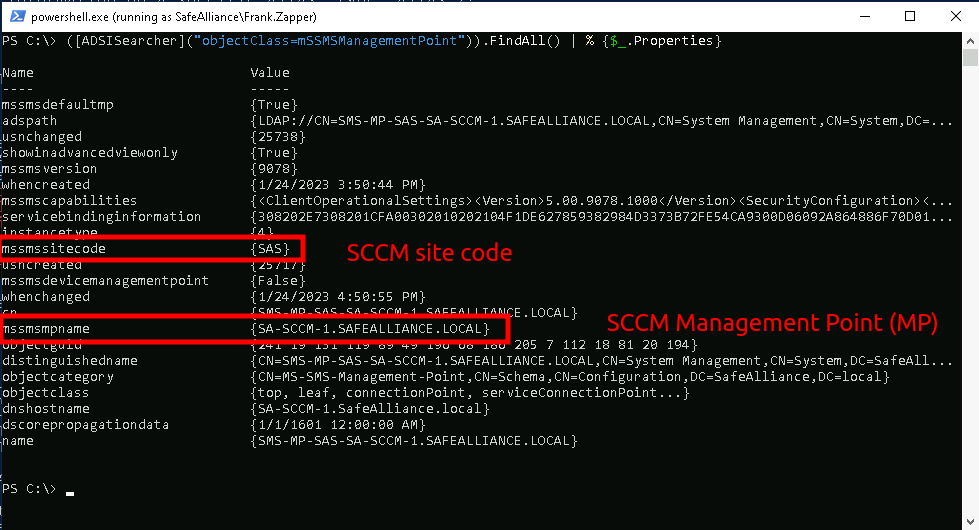 powershell.exe (running as SafeAlliance\Frank.Zapper)
PS C:\> ([ADSISearcher]("objectClass=mSSMSManagementPoint")).FindAll() | % {$_.Properties}
Name Value
---- -----
mssmsdefaultmp {True}
adspath {LDAP://CN=SMS-MP-SAS-SA-SCCM-1.SAFEALLIANCE.LOCAL,CN=System Management,CN=System,DC=...
usnchanged {25738}
showinadvancedviewonly {True}
mssmsversion {9078}
whencreated {1/24/2023 3:50:44 PM}
mssmscapabilities {<ClientOperationalSettings><Version>5.00.9078.1000</Version><SecurityConfiguration><...
servicebindinginformation {308202E7308201CFA00302010202104F1DE627859382984D3373B72FE54CA9300D06092A864886F70D01...
instancetype {4}
mssmssitecode {SAS} SCCM site code
usncreated {25717}
mssmsdevicemanagementpoint {False}
whenchanged {1/24/2023 4:50:55 PM}
cn {SMS-MP-SAS-SA-SCCM-1.SAFEALLIANCE.LOCAL}
mssmsmpname {SA-SCCM-1.SAFEALLIANCE.LOCAL} SCCM Management Point (MP)
objectguid {241 19 151 119 89 49 196 68 186 205 7 112 18 81 20 194}
distinguishedname {CN=SMS-MP-SAS-SA-SCCM-1.SAFEALLIANCE.LOCAL,CN=System Management,CN=System,DC=SafeAll...
objectcategory {CN=MS-SMS-Management-Point,CN=Schema,CN=Configuration,DC=SafeAlliance,DC=local}
objectclass {top, leaf, connectionPoint, serviceConnectionPoint...}
dnshostname {SA-SCCM-1.SafeAlliance.local}
dscorepropagationdata {1/1/1601 12:00:00 AM}
name {SMS-MP-SAS-SA-SCCM-1.SAFEALLIANCE.LOCAL}
PS C:\>